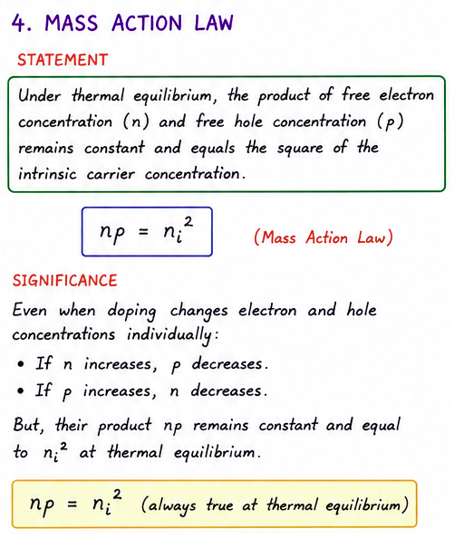 4. MASS ACTION LAW
STATEMENT
Under thermal equilibrium, the product of free electron
concentration (n) and free hole concentration (p)
remains constant and equals the square of the
intrinsic carrier concentration.
np = nᵢ²
(Mass Action Law)
SIGNIFICANCE
Even when doping changes electron and hole
concentrations individually:
• If n increases, p decreases.
• If p increases, n decreases.
But, their product np remains constant and equal
to nᵢ² at thermal equilibrium.
np = nᵢ² (always true at thermal equilibrium)